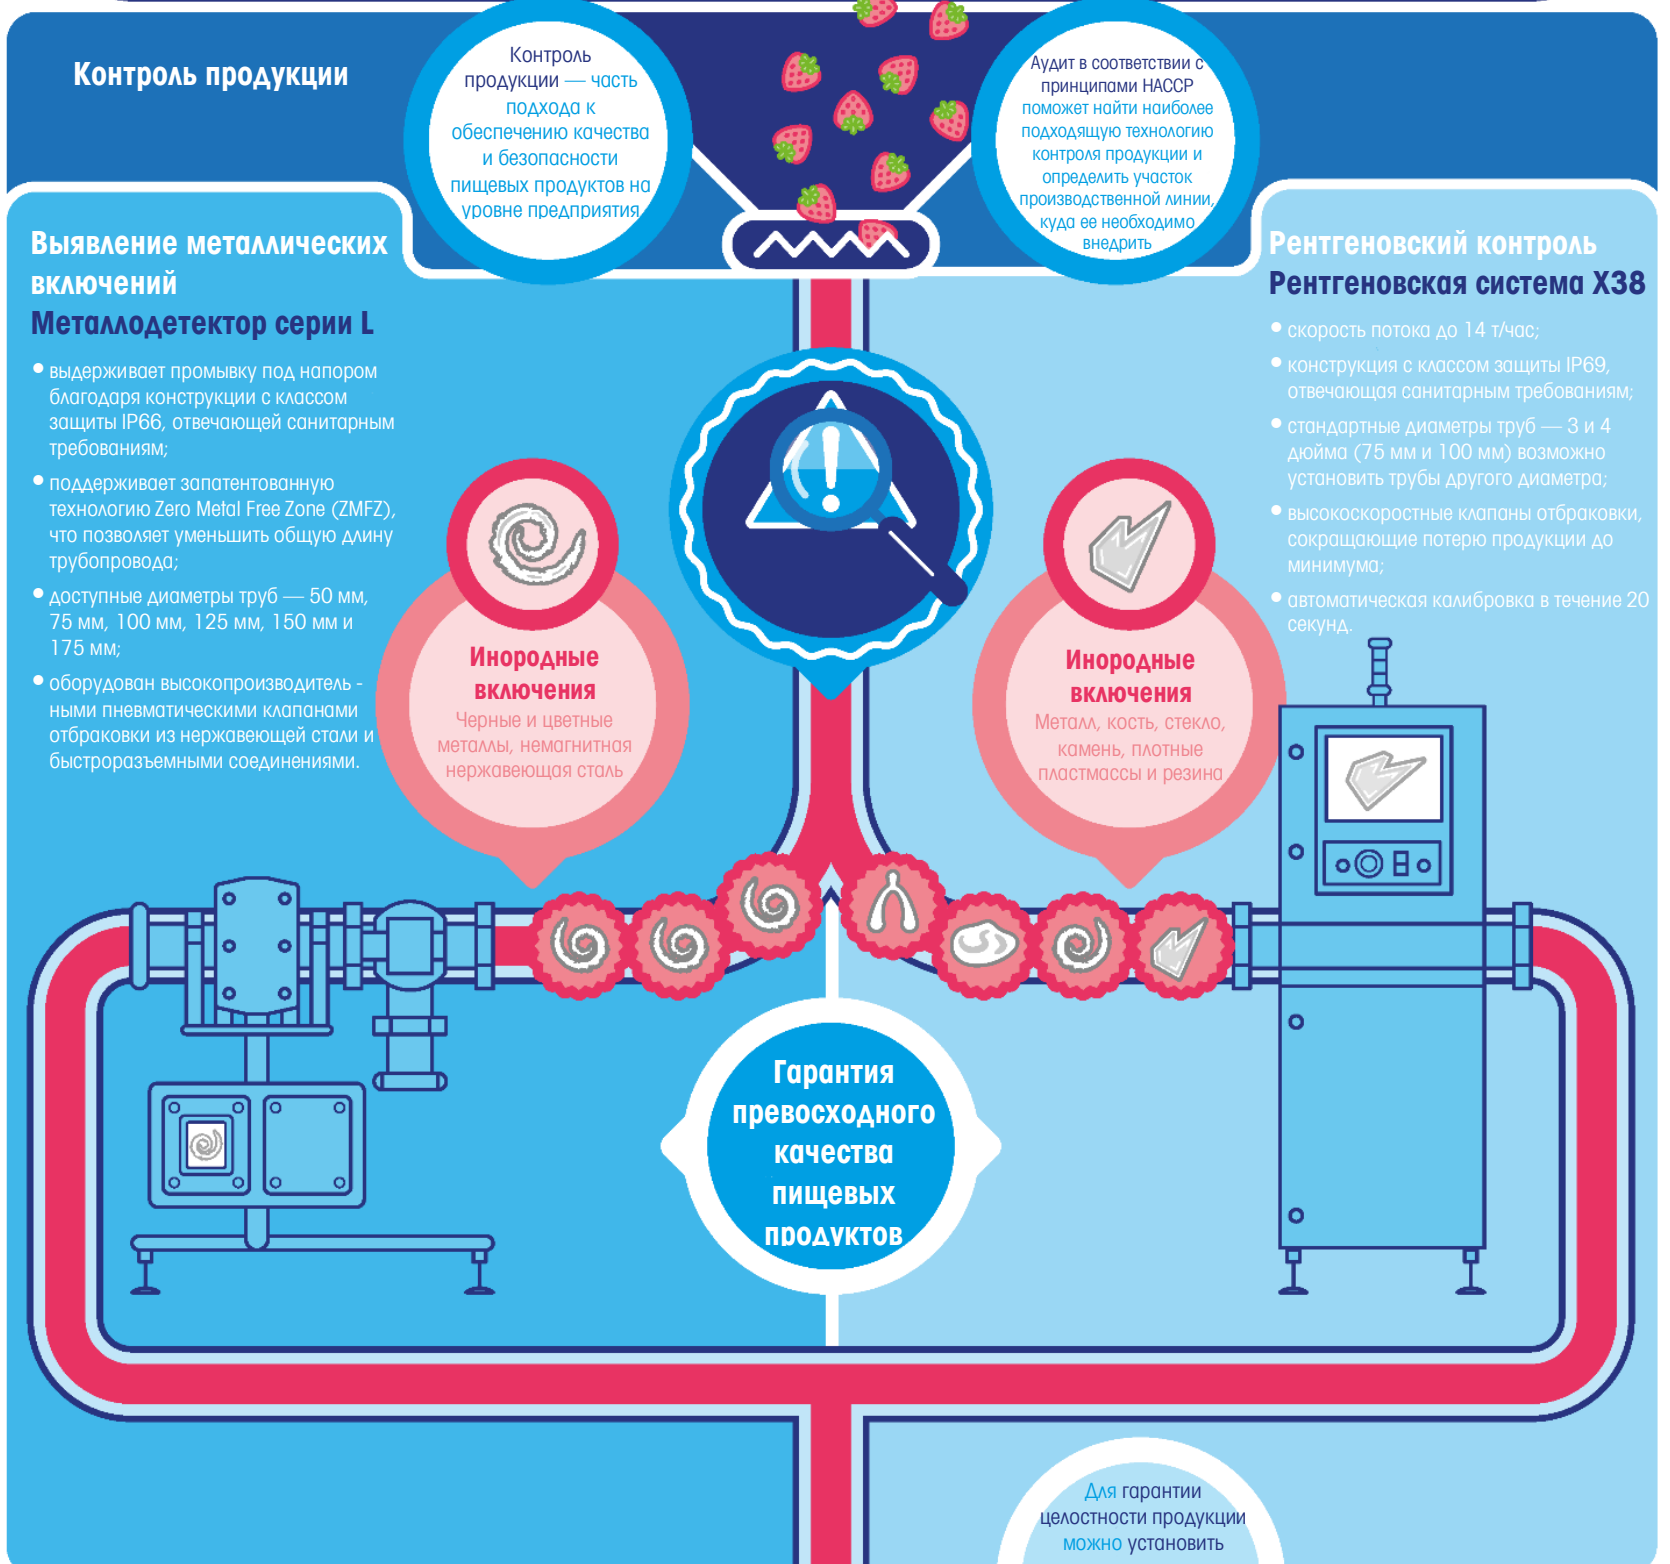 Контроль продукции
Контроль
продукции — часть
подхода к
обеспечению качества
и безопасности
пищевых продуктов на
уровне предприятия
Аудит в соответствии с
принципами HACCP
поможет найти наиболее
подходящую технологию
контроля продукции и
определить участок
производственной линии,
куда ее необходимо
внедрить
Выявление металлических
включений
Металлодетектор серии L
• выдерживает промывку под напором
благодаря конструкции с классом
защиты IP66, отвечающей санитарным
требованиям;
• поддерживает запатентованную
технологию Zero Metal Free Zone (ZMFZ),
что позволяет уменьшить общую длину
трубопровода;
• доступные диаметры труб — 50 мм,
75 мм, 100 мм, 125 мм, 150 мм и
175 мм;
• оборудован высокопроизводитель -
ными пневматическими клапанами
отбраковки из нержавеющей стали и
быстроразъемными соединениями.
Рентгеновский контроль
Рентгеновская система X38
• скорость потока до 14 т/час;
• конструкция с классом защиты IP69,
отвечающая санитарным требованиям;
• стандартные диаметры труб — 3 и 4
дюйма (75 мм и 100 мм) возможно
установить трубы другого диаметра;
• высокоскоростные клапаны отбраковки,
сокращающие потерю продукции до
минимума;
• автоматическая калибровка в течение 20
секунд.
Инородные
включения
Черные и цветные
металлы, немагнитная
нержавеющая сталь
Инородные
включения
Металл, кость, стекло,
камень, плотные
пластмассы и резина
Гарантия
превосходного
качества
пищевых
продуктов
Для гарантии
целостности продукции
можно установить